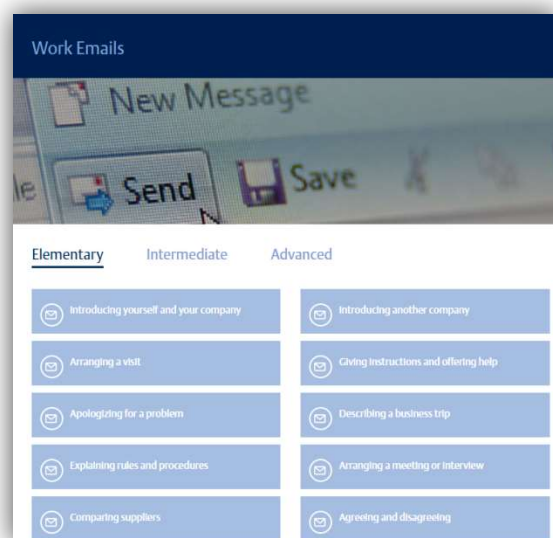 Work Emails
New Message
Send
Save
Elementary
Intermediate
Advanced
Introducing yourself and your company
Introducing another company
Arranging a visit
Giving instructions and offering help
Apologizing for a problem
Describing a business trip
Explaining rules and procedures
Arranging a meeting or interview
Comparing suppliers
Agreeing and disagreeing